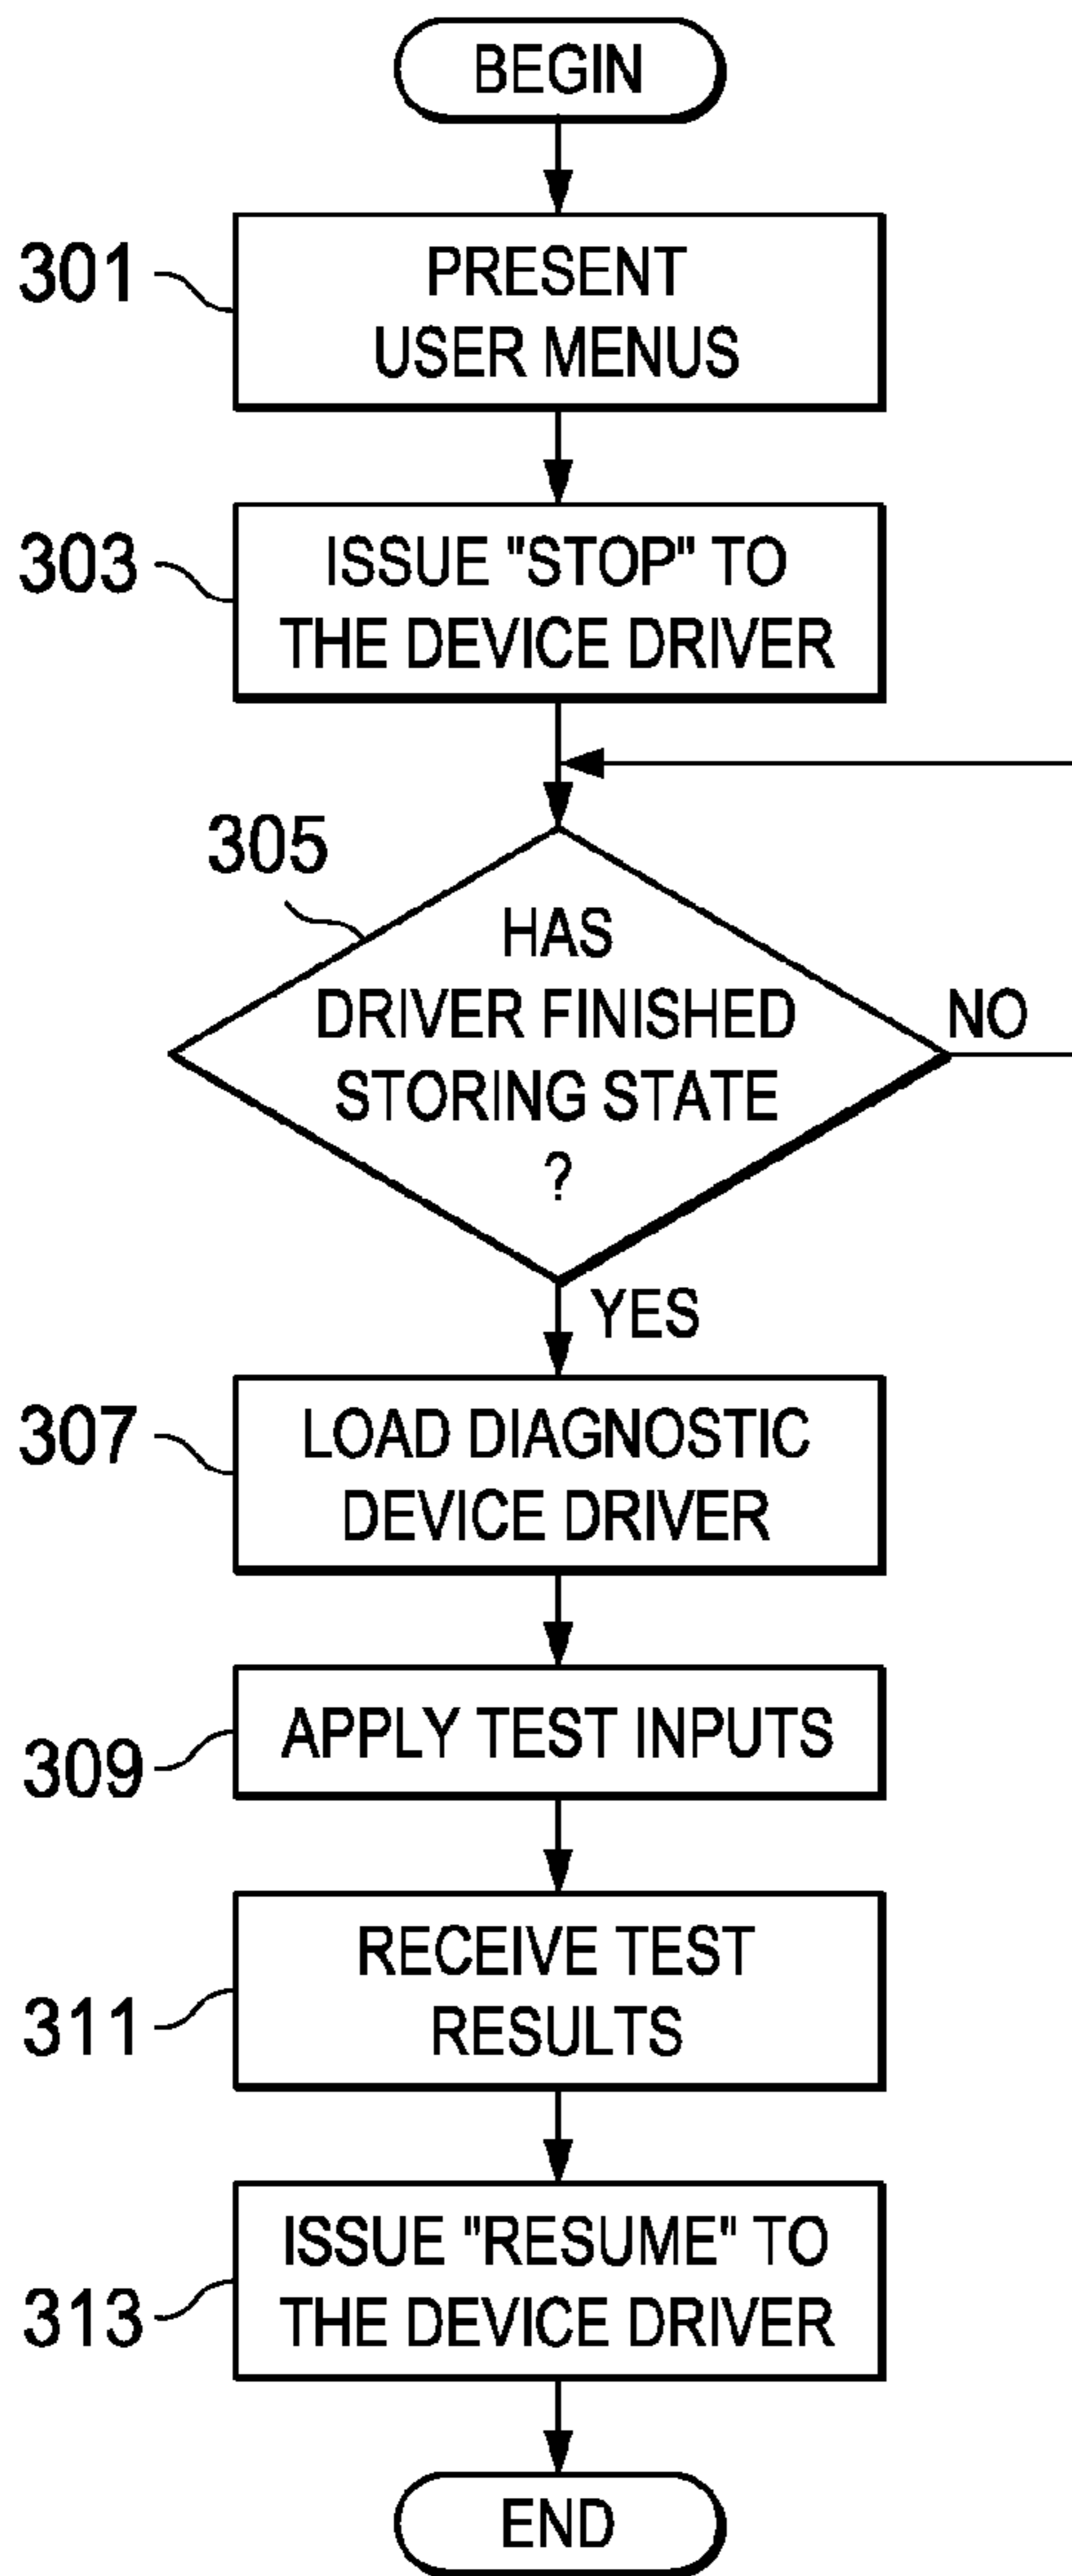 BEGIN
301
PRESENT
USER MENUS
303
ISSUE "STOP" TO
THE DEVICE DRIVER
305
HAS
DRIVER FINISHED
STORING STATE
?
NO
YES
307
LOAD DIAGNOSTIC
DEVICE DRIVER
309
APPLY TEST INPUTS
311
RECEIVE TEST
RESULTS
313
ISSUE "RESUME" TO
THE DEVICE DRIVER
END